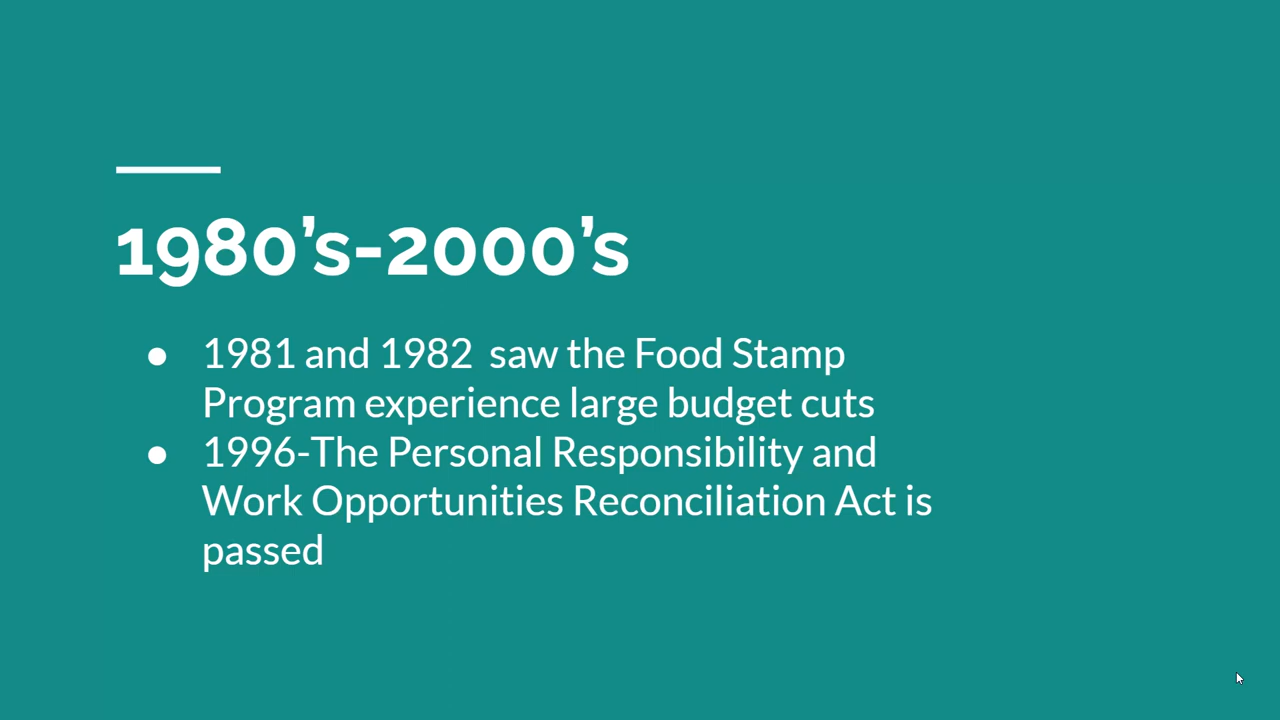 1980’s-2000’s
● 1981 and 1982  saw the Food Stamp
Program experience large budget cuts
● 1996-The Personal Responsibility and
Work Opportunities Reconciliation Act is
passed